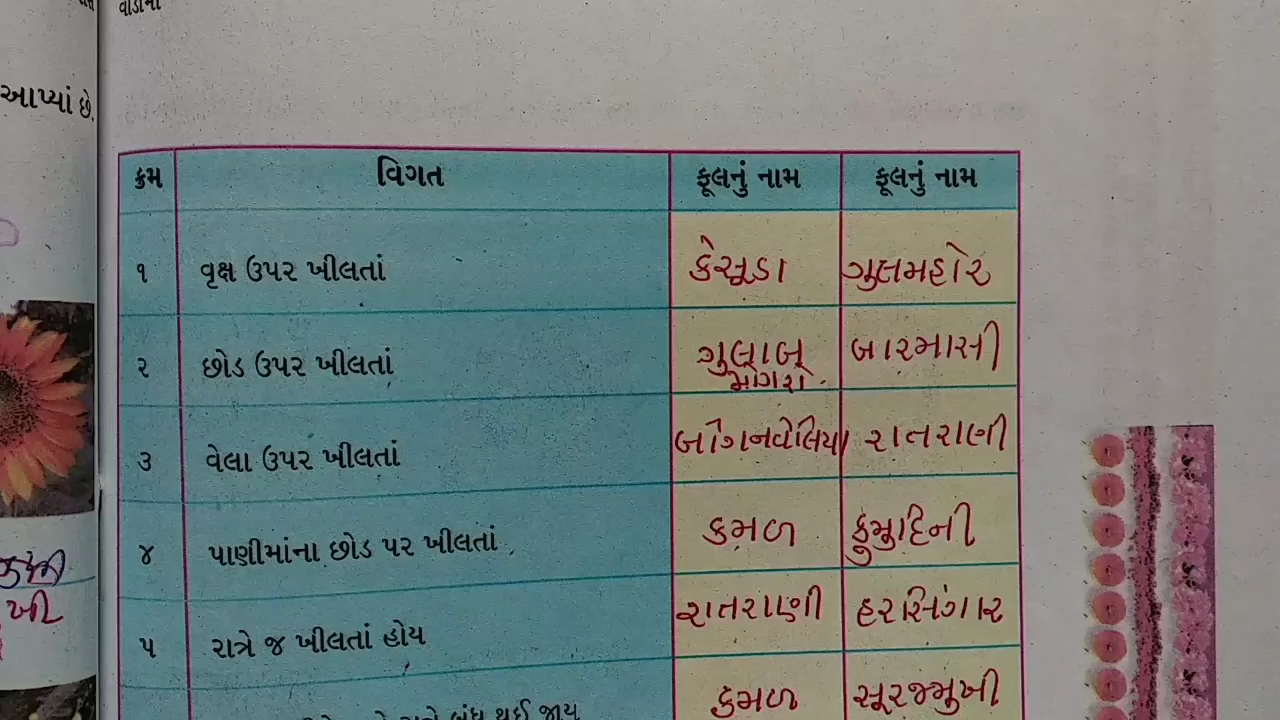 વાડીના
આપ્યાં છે.
ક્રમ વિગત ફૂલનું નામ ફૂલનું નામ
૧ વૃક્ષ ઉપર ખીલતાં કેસૂડા ગુલમહોર
૨ છોડ ઉપર ખીલતાં ગુલાબ બારમાસી
મોગરો
૩ વેલા ઉપર ખીલતાં બોગનવેલિયા રાતરાણી
૪ પાણીમાંના છોડ પર ખીલતાં કમળ કુમુદિની
૫ રાત્રે જ ખીલતાં હોય રાતરાણી હરસિંગાર
બંધ થઈ જાય કમળ સૂરજમુખી